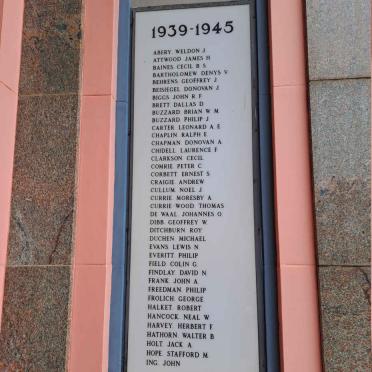 1939-1945
ABERY WELDON J
ATTWOOD JAMES H
BAINES CECIL B S
BARTHOLOMEW DENYS V
BEHRENS GEOFFREY J
BEISIEGEL DONOVAN J
BIGGS JOHN R F
BRETT DALLAS D
BUZZARD BRIAN W M
BUZZARD PHILIP J
CARTER LEONARD A E
CHAPLIN RALPH E
CHAPMAN DONOVAN A
CHIDELL LAURENCE F
CLARKSON CECIL
COMRIE PETER C
CORBETT ERNEST S
CRAIGIE ANDREW
CULLUM NOEL J
CURRIE MORESBY A
CURRIE WOOD THOMAS
DE WAAL JOHANNES O
DIBB GEOFFREY W
DITCHBURN ROY
DUCHEN MICHAEL
EVANS LEWIS N
EVERITT PHILIP
FIELD COLIN G
FINDLAY DAVID N
FRANK JOHN A
FREEDMAN PHILIP
FROLICH GEORGE
HALKET ROBERT
HANCOCK NEAL W
HARVEY HERBERT F
HATHORN WALTER B
HOLT JACK A
HOPE STAFFORD M
ING JOHN